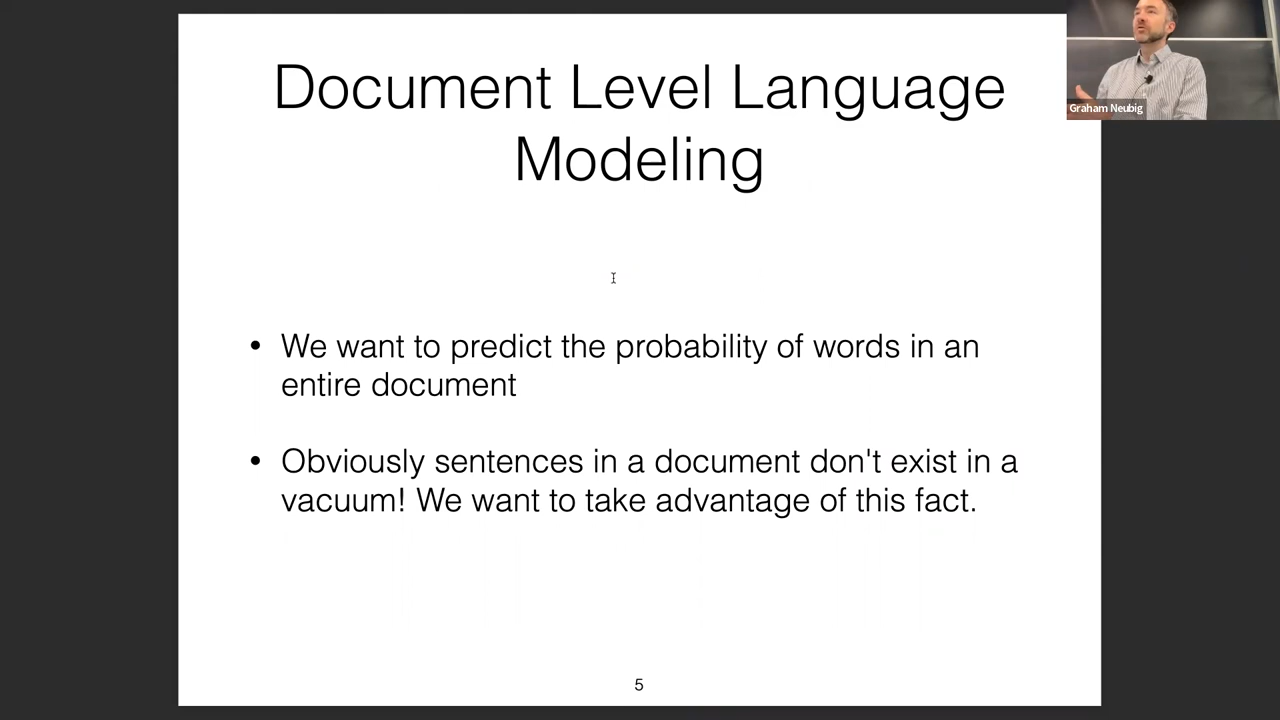 Document Level Language
Modeling
Graham Neubig
• We want to predict the probability of words in an
entire document
• Obviously sentences in a document don't exist in a
vacuum! We want to take advantage of this fact.
5